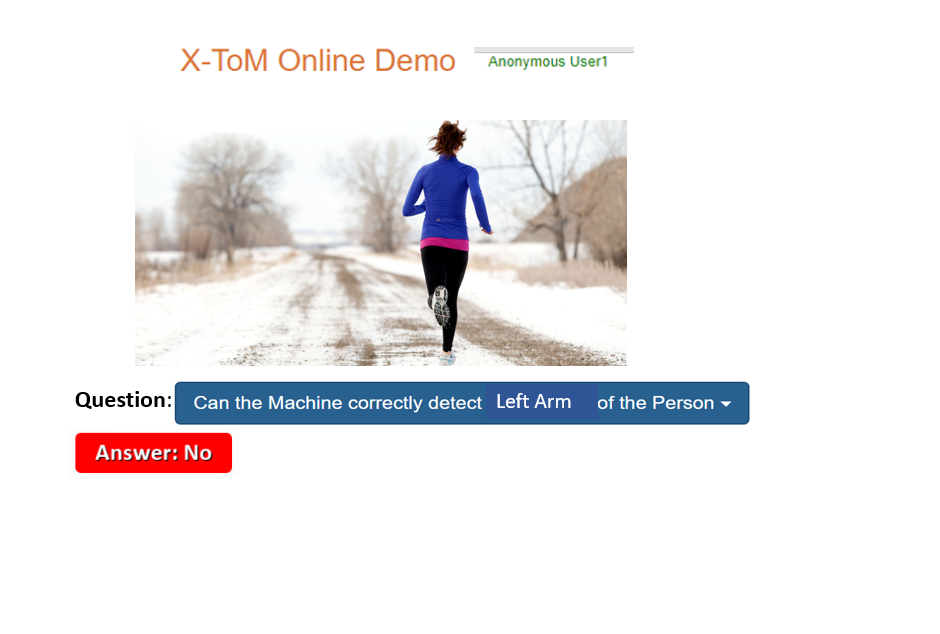 X-ToM Online Demo
Anonymous User1
Question: Can the Machine correctly detect Left Arm of the Person
Answer: No